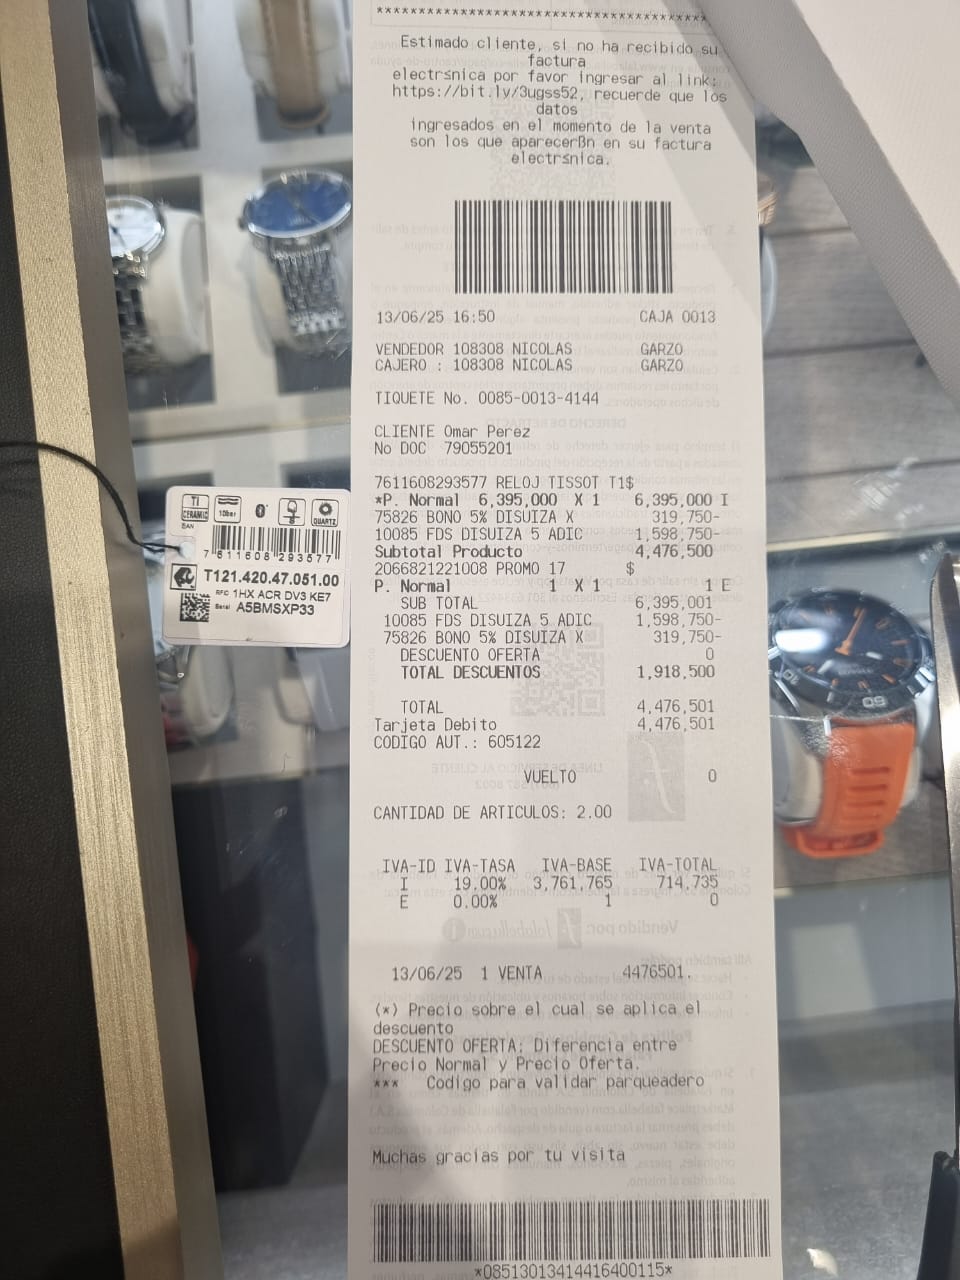 Estimado cliente, si no ha recibido su
factura
electrsnica por favor ingresar al link:
https://bit.ly/3ugss52, recuerde que los
datos
ingresados en el momento de la venta
son los que aparecerßn en su factura
electrsnica.
13/06/25 16:50 CAJA 0013
VENDEDOR 108308 NICOLAS GARZO
CAJERO : 108308 NICOLAS GARZO
TIQUETE No. 0085-0013-4144
CLIENTE Omar Perez
No DOC 79055201
7611608293577 RELOJ TISSOT T1$
*P. Normal 6,395,000 X 1 6,395,000 I
75826 BONO 5% DISUIZA X 319,750-
10085 FDS DISUIZA 5 ADIC 1,598,750-
Subtotal Producto 4,476,500
2066821221008 PROMO 17 $
P. Normal 1 X 1 1 E
SUB TOTAL 6,395,001
10085 FDS DISUIZA 5 ADIC 1,598,750-
75826 BONO 5% DISUIZA X 319,750-
DESCUENTO OFERTA 0
TOTAL DESCUENTOS 1,918,500
TOTAL 4,476,501
Tarjeta Debito 4,476,501
CODIGO AUT.: 605122
VUELTO 0
CANTIDAD DE ARTICULOS: 2.00
IVA-ID IVA-TASA IVA-BASE IVA-TOTAL
I 19.00% 3,761,765 714,735
E 0.00% 1 0
13/06/25 1 VENTA 4476501.
(*) Precio sobre el cual se aplica el
descuento
DESCUENTO OFERTA: Diferencia entre
Precio Normal y Precio Oferta.
*** Codigo para validar parqueadero
Muchas gracias por tu visita
*08513013414416400115*
Ti
CERAMIC
10bar
QUARTZ
EAN
7 611608 293577
T121.420.47.051.00
RFIC 1HX ACR DV3 KE7
Serial A5BMSXP33